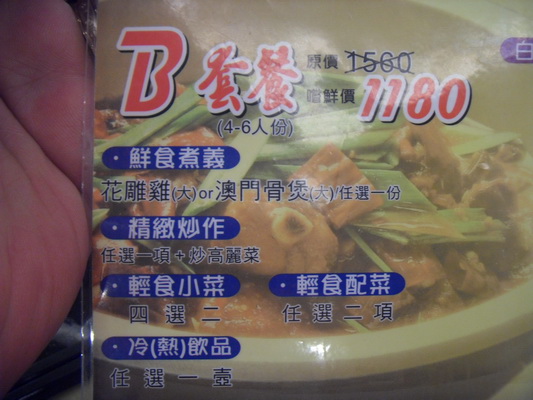 B套餐 原價 1560
嚐鮮價 1180
(4-6人份)
·鮮食煮義
花雕雞(大)or澳門骨煲(大)/任選一份
·精緻炒作
任選一項+炒高麗菜
·輕食小菜 ·輕食配菜
四選二 任選二項
·冷(熱)飲品
任選一壺
白